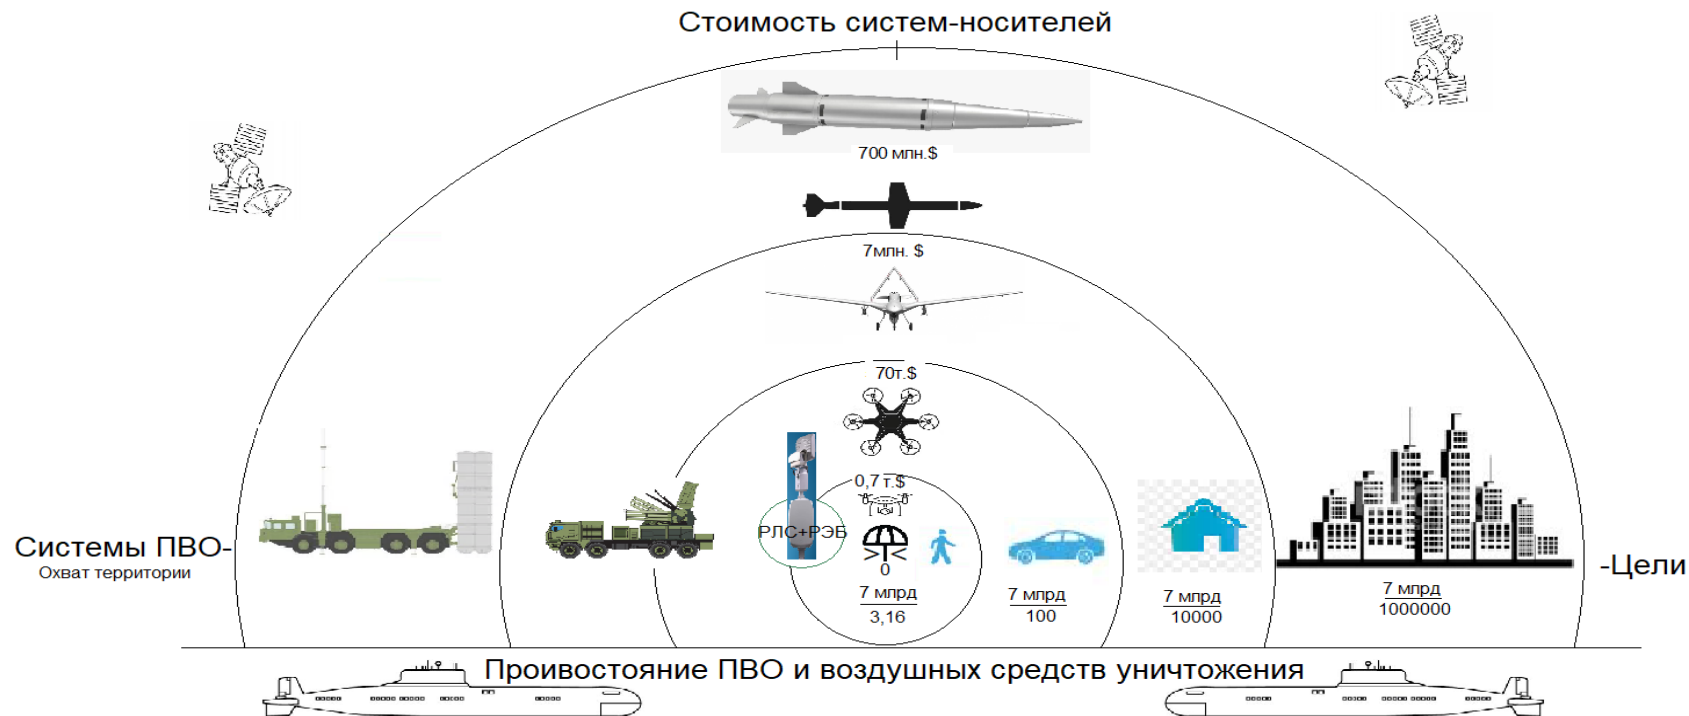 Стоимость систем-носителей
700 млн.$
7млн. $
70т.$
0,7 т.$
РЛС+РЭБ
0
Системы ПВО-
Охват территории
-Цели
7 млрд
3,16
7 млрд
100
7 млрд
10000
7 млрд
1000000
Проивостояние ПВО и воздушных средств уничтожения